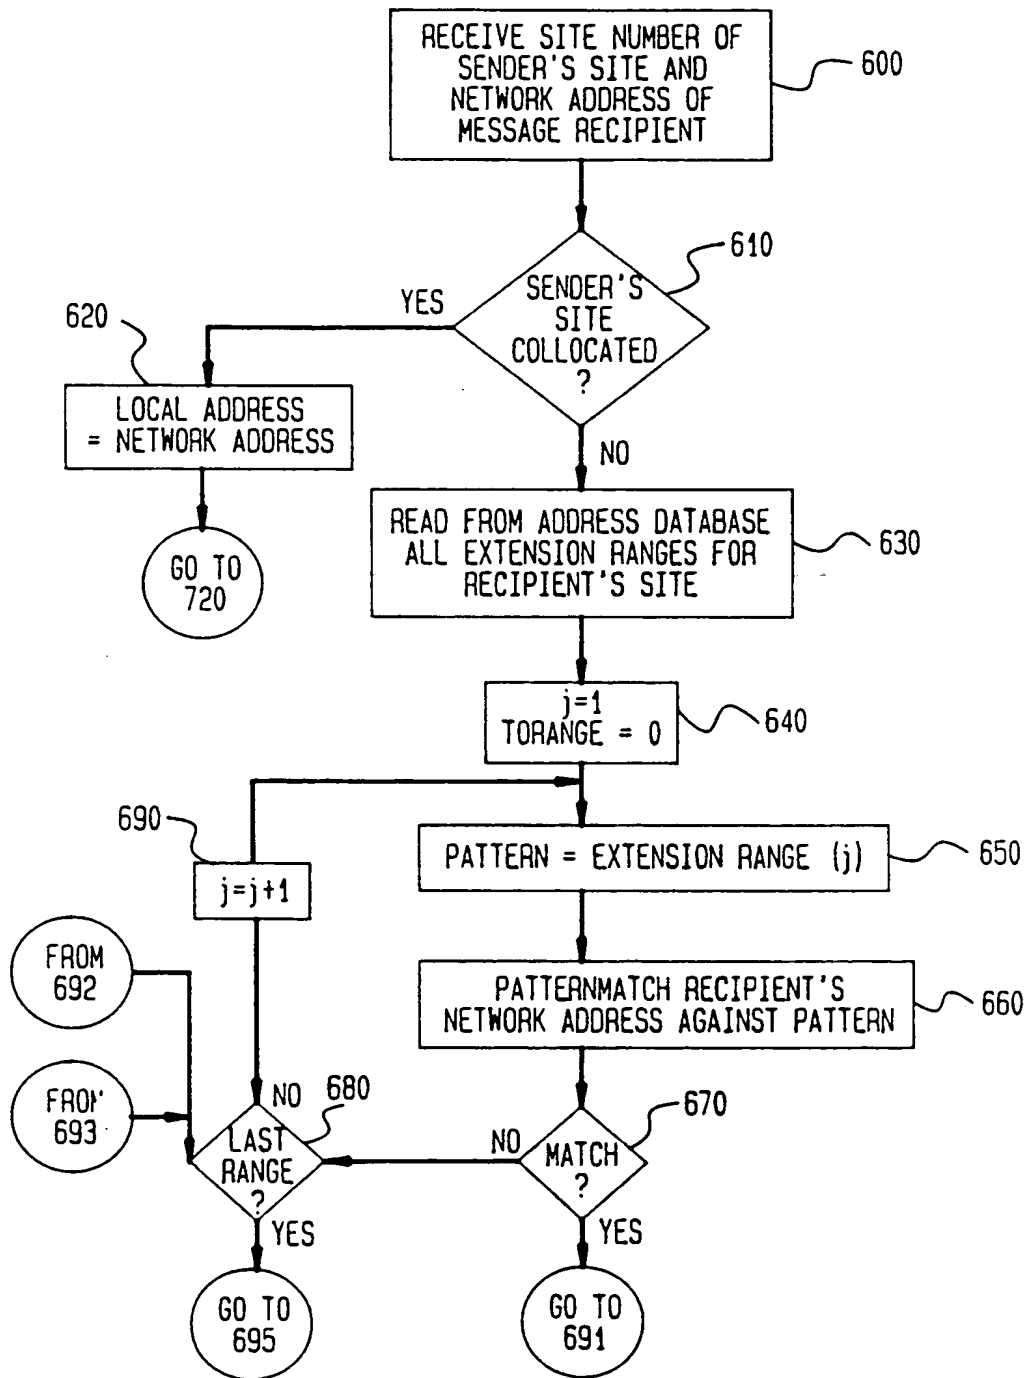 RECEIVE SITE NUMBER OF
SENDER'S SITE AND
NETWORK ADDRESS OF
MESSAGE RECIPIENT
600
610
SENDER'S
SITE
COLLOCATED
?
YES
620
LOCAL ADDRESS
= NETWORK ADDRESS
NO
GO TO
720
READ FROM ADDRESS DATABASE
ALL EXTENSION RANGES FOR
RECIPIENT'S SITE
630
j=1
TORANGE = 0
640
690
j=j+1
PATTERN = EXTENSION RANGE (j)
650
FROM
692
PATTERNMATCH RECIPIENT'S
NETWORK ADDRESS AGAINST PATTERN
660
FROM
693
NO
680
LAST
RANGE
?
NO
670
MATCH
?
YES
YES
GO TO
695
GO TO
691